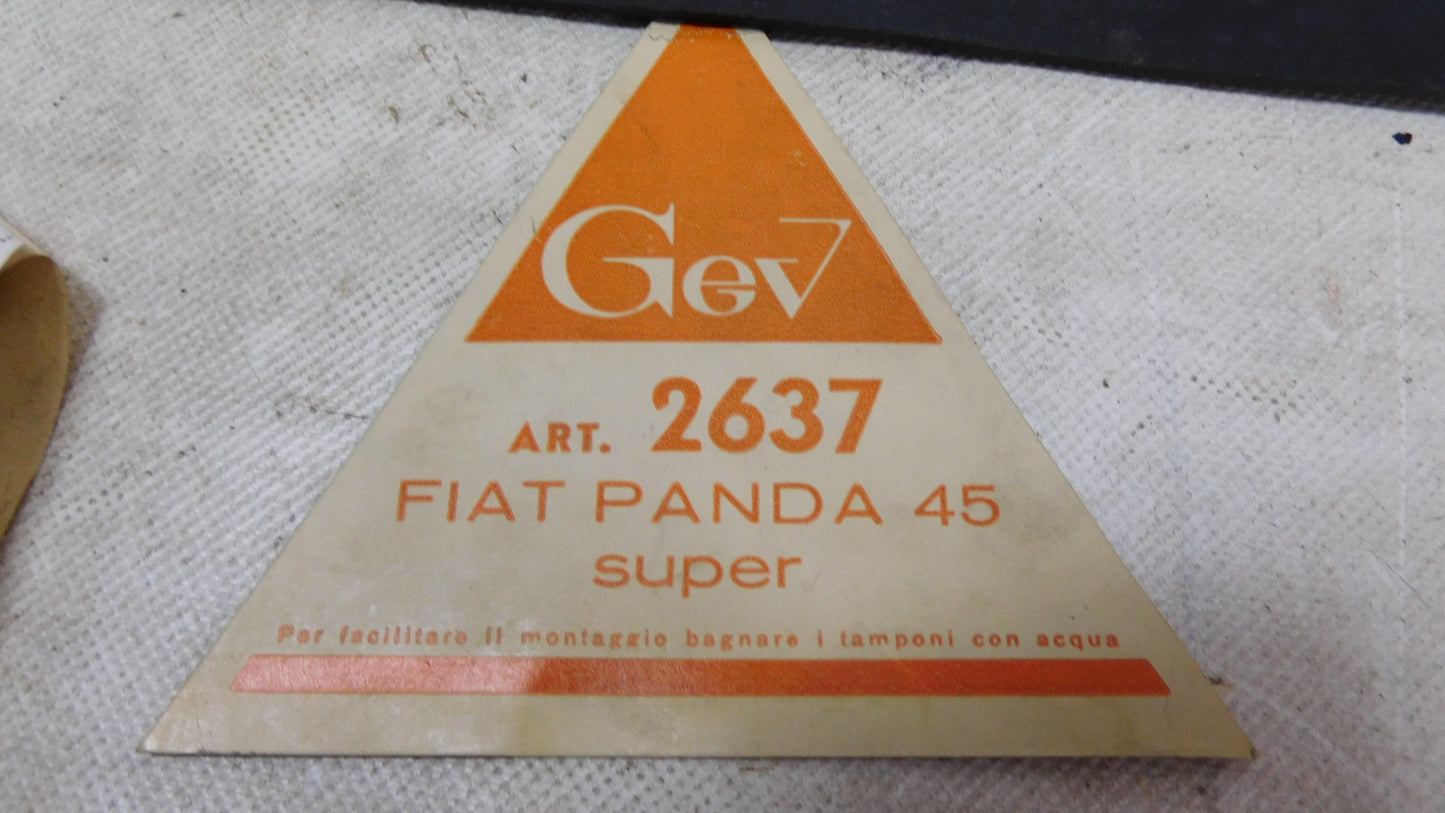 Gev
ART. 2637
FIAT PANDA 45
super
Per facilitare il montaggio bagnare i tamponi con acqua